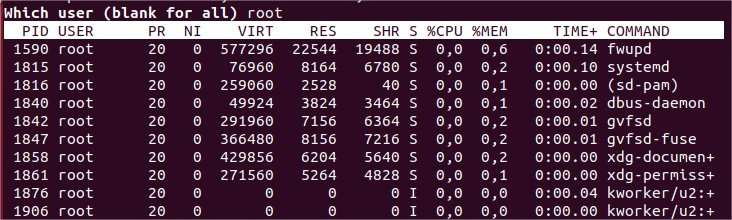 Which user (blank for all) root
PID USER PR NI VIRT RES SHR S %CPU %MEM TIME+ COMMAND
1590 root 20 0 577296 22544 19488 S 0,0 0,6 0:00.14 fwupd
1815 root 20 0 76960 8164 6780 S 0,0 0,2 0:00.10 systemd
1816 root 20 0 259060 2528 40 S 0,0 0,1 0:00.00 (sd-pam)
1840 root 20 0 49924 3824 3464 S 0,0 0,1 0:00.02 dbus-daemon
1842 root 20 0 291960 7156 6364 S 0,0 0,2 0:00.01 gvfsd
1847 root 20 0 366480 8156 7216 S 0,0 0,2 0:00.01 gvfsd-fuse
1858 root 20 0 429856 6204 5640 S 0,0 0,2 0:00.00 xdg-documen+
1861 root 20 0 271560 5264 4828 S 0,0 0,1 0:00.00 xdg-permiss+
1876 root 20 0 0 0 0 I 0,0 0,0 0:00.04 kworker/u2:+
1906 root 20 0 0 0 0 I 0,0 0,0 0:00.00 kworker/u2:+